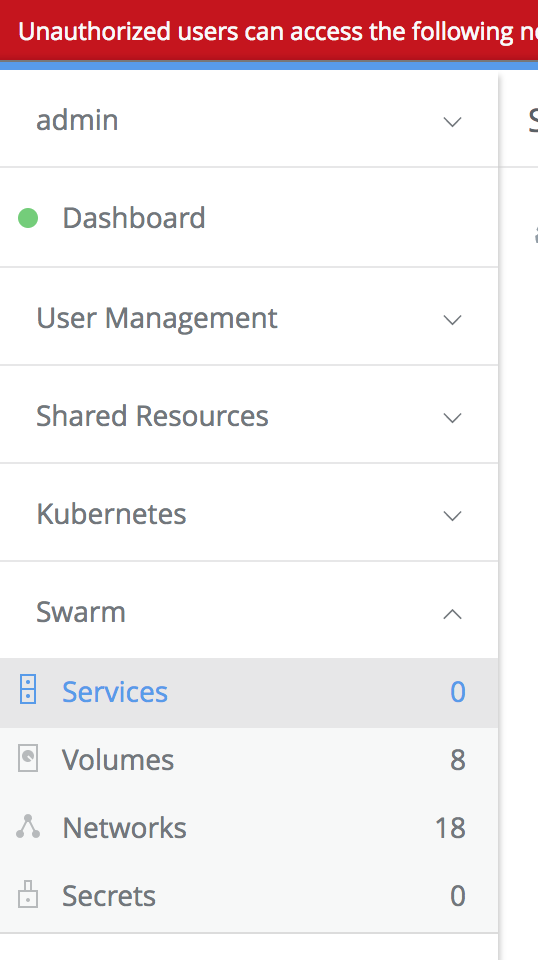 Unauthorized users can access the following
admin
Dashboard
User Management
Shared Resources
Kubernetes
Swarm
Services 0
Volumes 8
Networks 18
Secrets 0